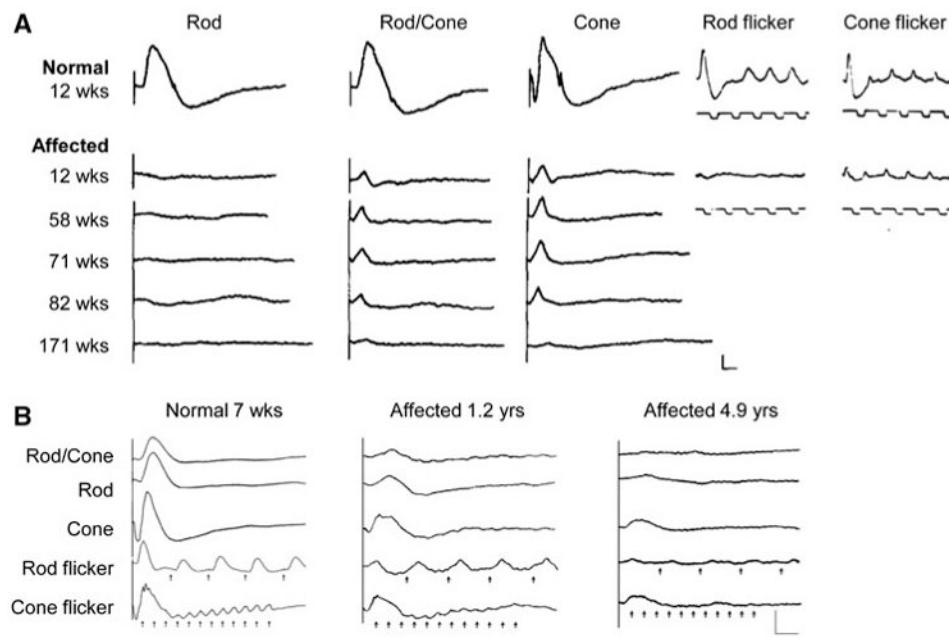 A
Rod
Rod/Cone
Cone
Rod flicker
Cone flicker
Normal
12 wks
Affected
12 wks
58 wks
71 wks
82 wks
171 wks
B
Normal 7 wks
Affected 1.2 yrs
Affected 4.9 yrs
Rod/Cone
Rod
Cone
Rod flicker
Cone flicker